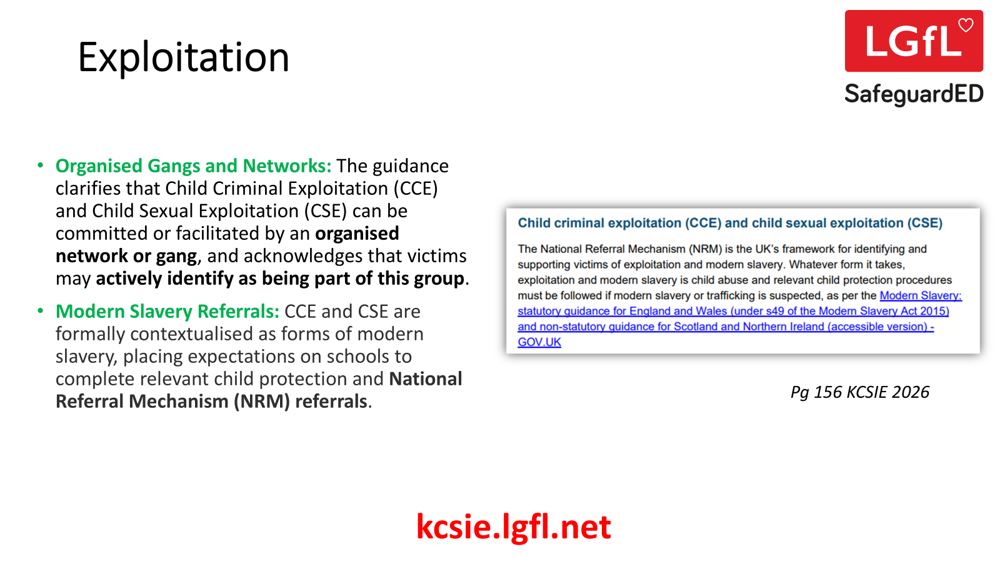 Exploitation
LGfL
SafeguardED
• Organised Gangs and Networks: The guidance
clarifies that Child Criminal Exploitation (CCE)
and Child Sexual Exploitation (CSE) can be
committed or facilitated by an organised
network or gang, and acknowledges that victims
may actively identify as being part of this group.
• Modern Slavery Referrals: CCE and CSE are
formally contextualised as forms of modern
slavery, placing expectations on schools to
complete relevant child protection and National
Referral Mechanism (NRM) referrals.
Child criminal exploitation (CCE) and child sexual exploitation (CSE)
The National Referral Mechanism (NRM) is the UK's framework for identifying and
supporting victims of exploitation and modern slavery. Whatever form it takes,
exploitation and modern slavery is child abuse and relevant child protection procedures
must be followed if modern slavery or trafficking is suspected, as per the Modern Slavery:
statutory guidance for England and Wales (under s49 of the Modern Slavery Act 2015)
and non-statutory guidance for Scotland and Northern Ireland (accessible version) -
GOV.UK
Pg 156 KCSIE 2026
kcsie.lgfl.net